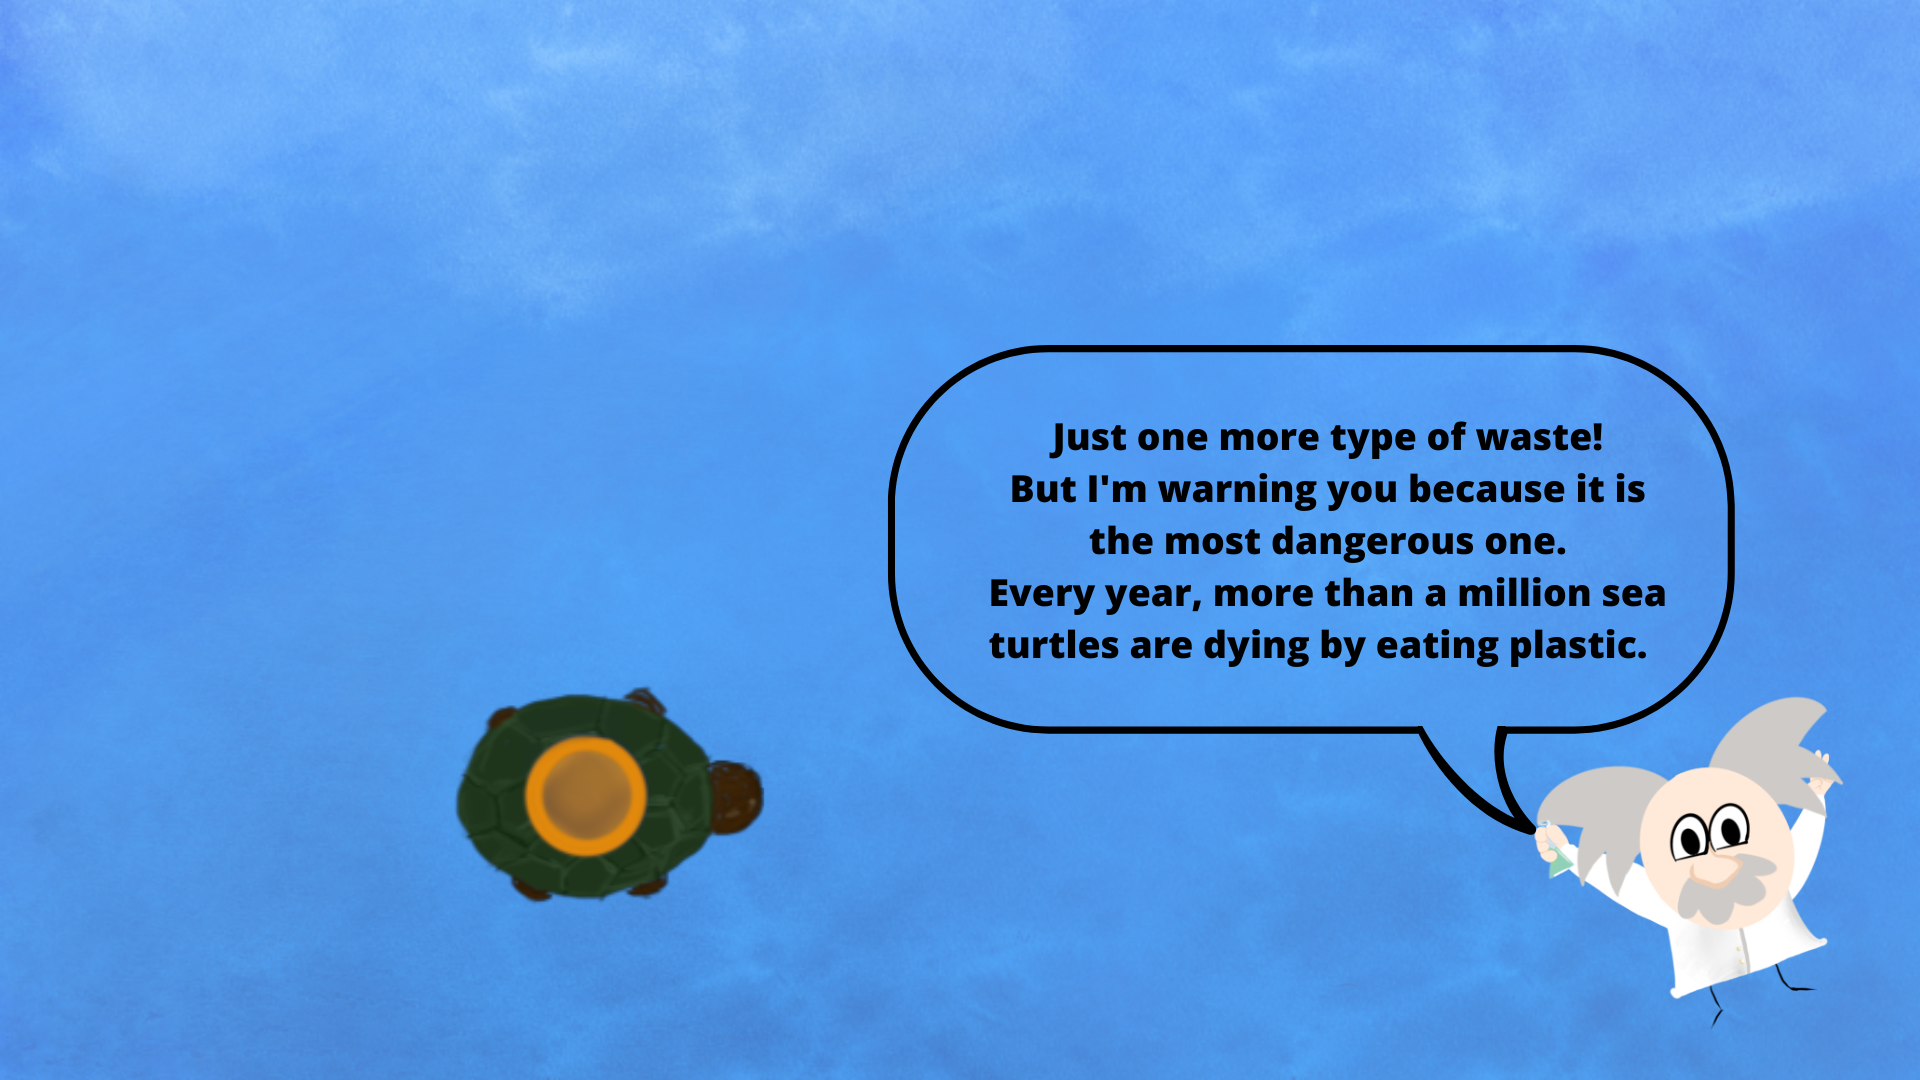 Just one more type of waste!
But I'm warning you because it is
the most dangerous one.
Every year, more than a million sea
turtles are dying by eating plastic.